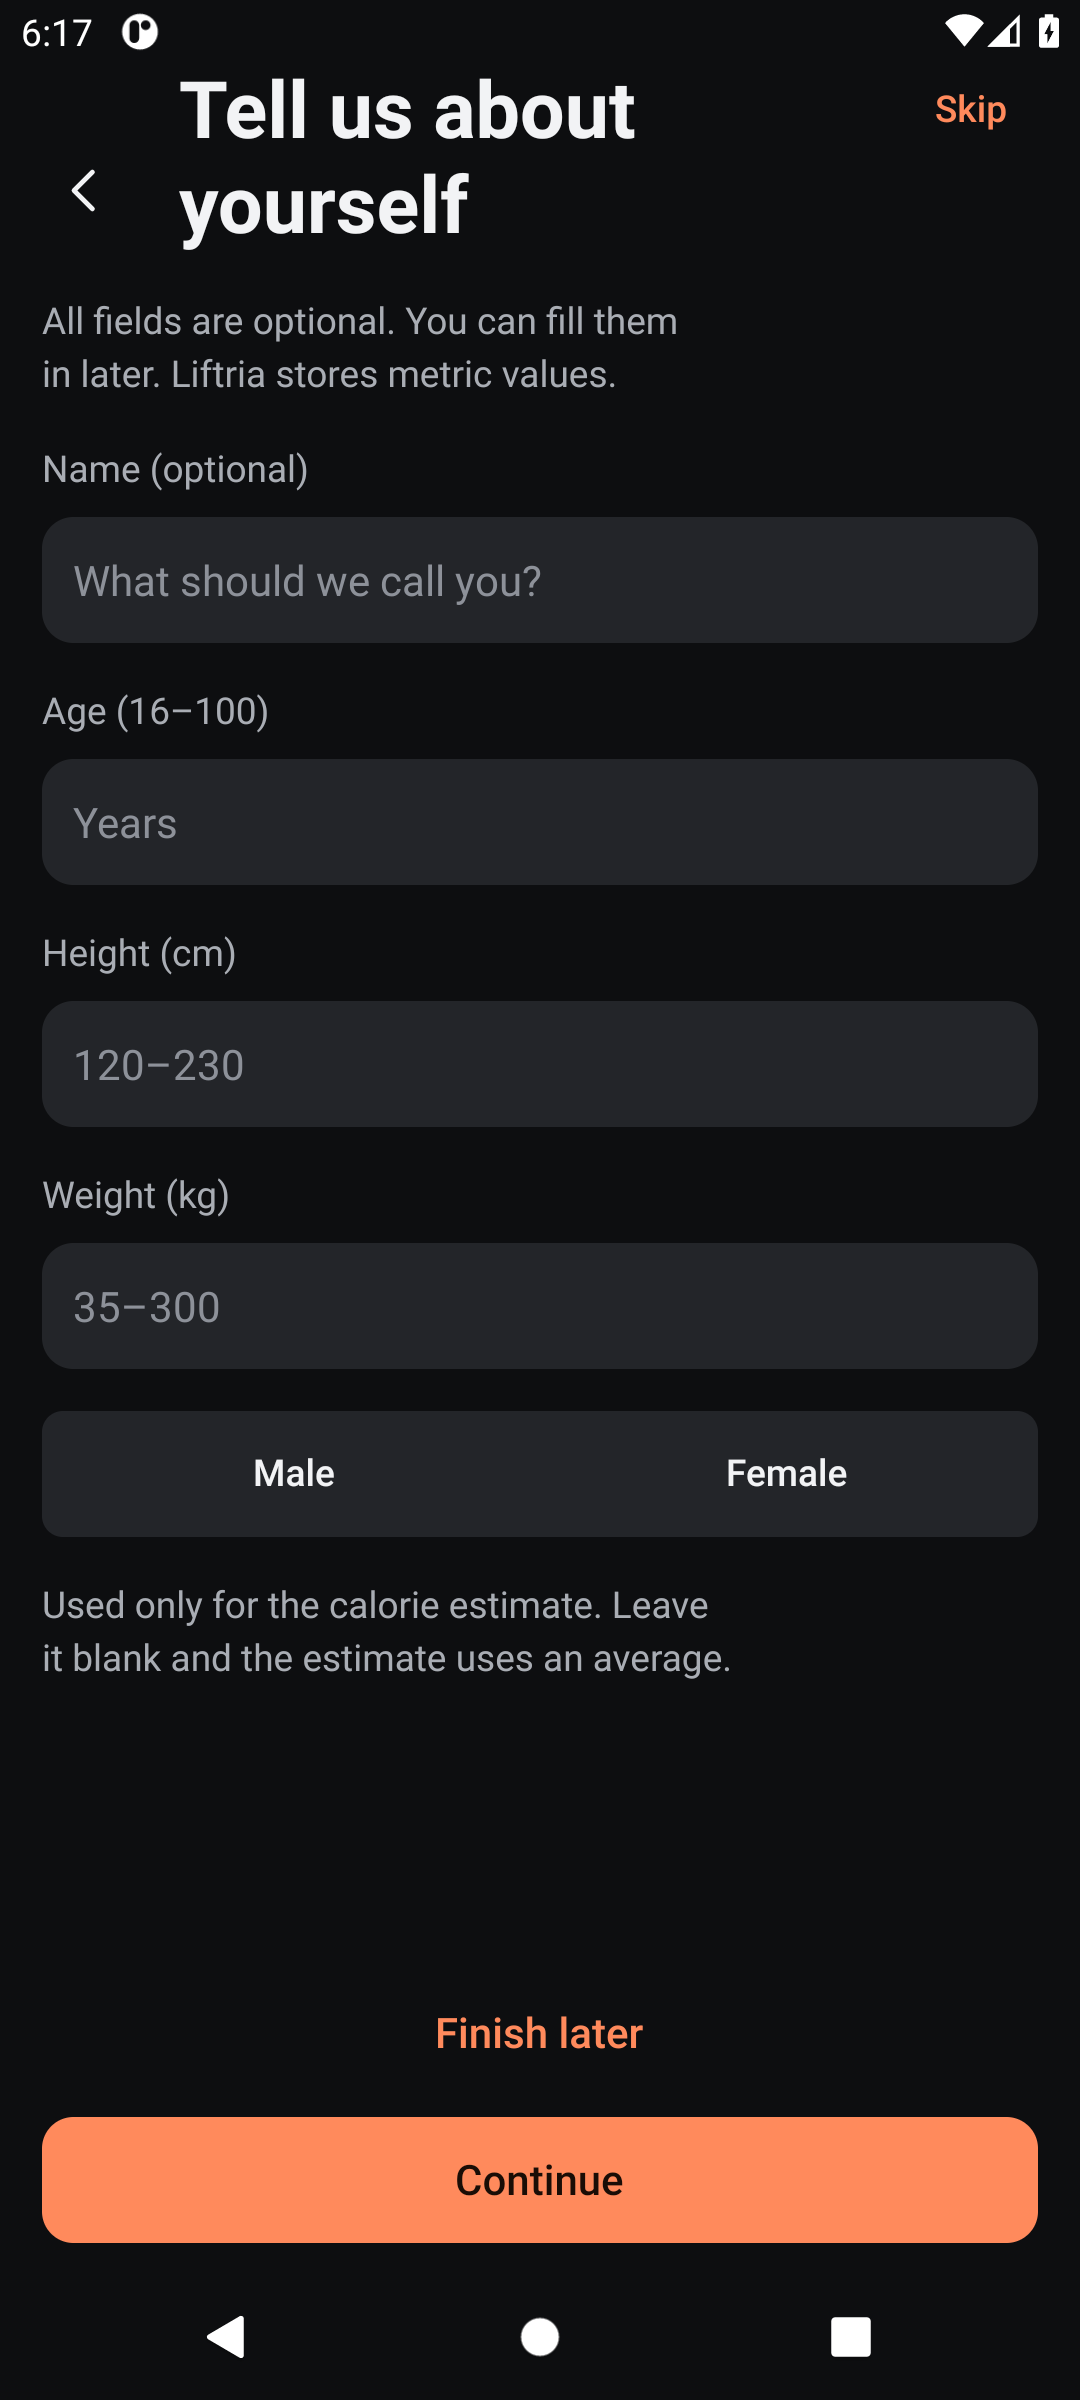 6:17
Tell us about
yourself
Skip
All fields are optional. You can fill them
in later. Liftria stores metric values.
Name (optional)
What should we call you?
Age (16–100)
Years
Height (cm)
120–230
Weight (kg)
35–300
Male Female
Used only for the calorie estimate. Leave
it blank and the estimate uses an average.
Finish later
Continue